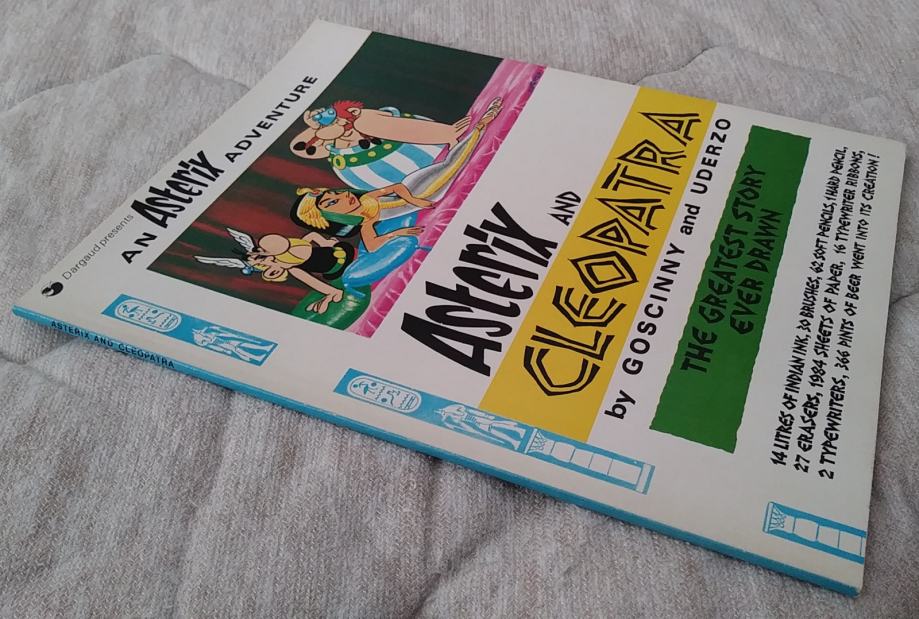 Dargaud presents
AN Asterix ADVENTURE
Asterix
AND
CLEOPATRA
by GOSCINNY and UDERZO
THE GREATEST STORY
EVER DRAWN
14 LITRES OF INDIAN INK, 30 BRUSHES, 62 SOFT PENCILS, 1 HARD PENCIL,
27 ERASERS, 1984 SHEETS OF PAPER, 16 TYPEWRITER RIBBONS,
2 TYPEWRITERS, 366 PINTS OF BEER WENT INTO ITS CREATION!
ASTERIX AND CLEOPATRA